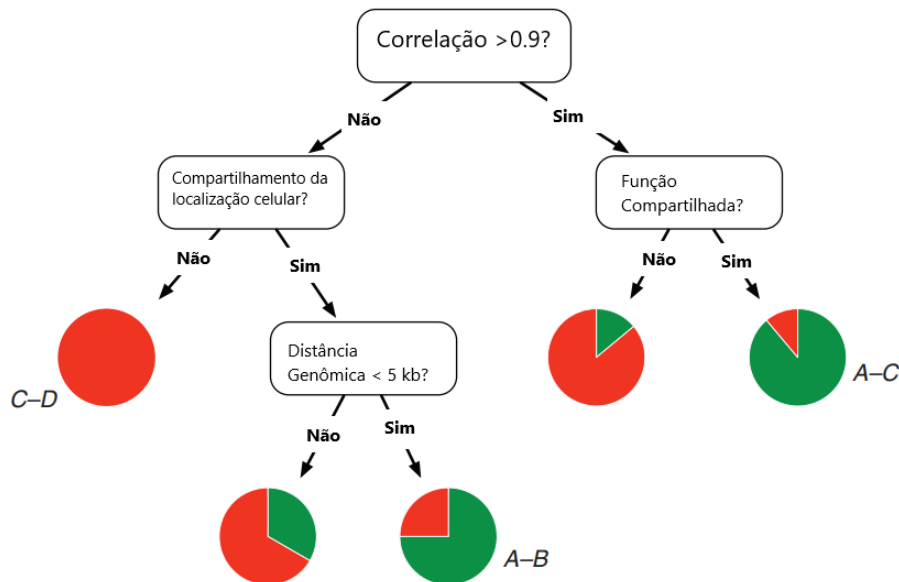 Correlação >0.9?
Não
Sim
Compartilhamento da
localização celular?
Função
Compartilhada?
Não
Sim
Não
Sim
C–D
Distância
Genômica < 5 kb?
A–C
Não
Sim
A–B